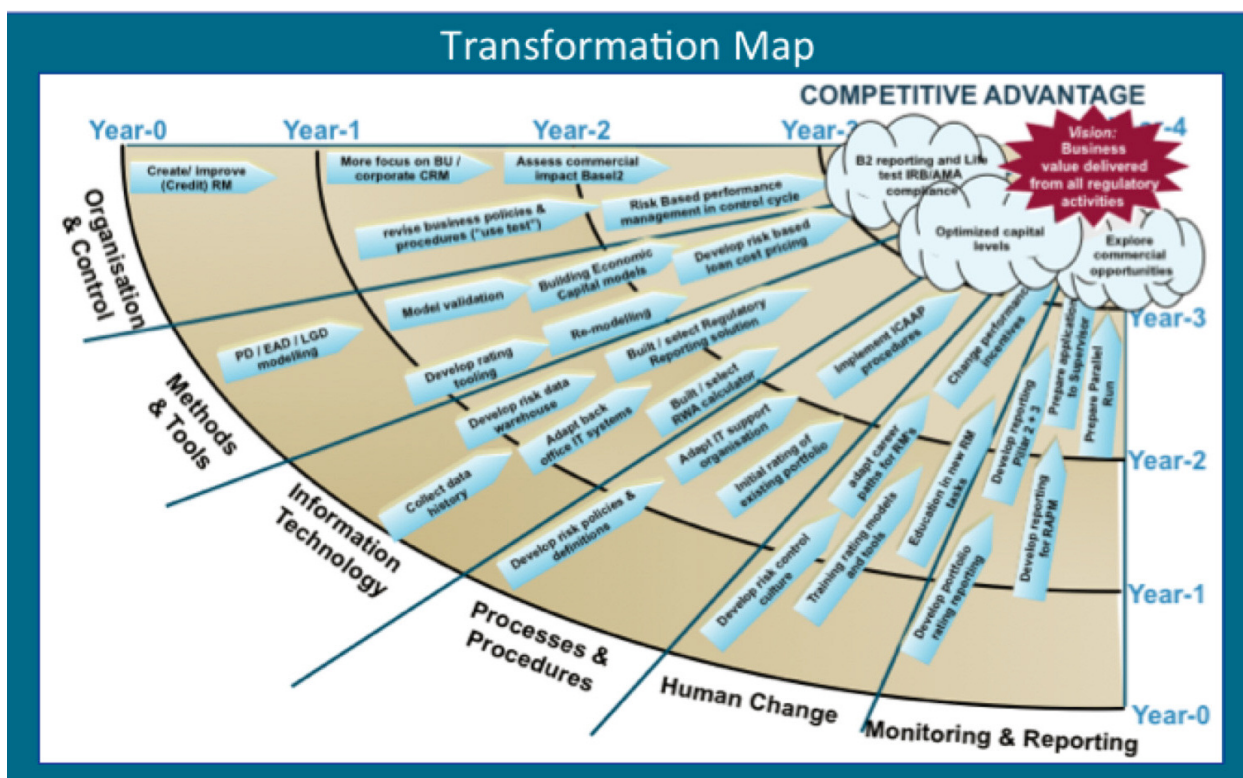 Transformation Map
COMPETITIVE ADVANTAGE
Year-0
Year-1
Year-2
Vision:
Business
value delivered
from all regulatory
activities
B2 reporting and Life
test IRB/AMA
compliance
Optimized capital
levels
Explore
commercial
opportunities
Organisation
& Control
Create/ Improve
(Credit) RM
More focus on BU /
corporate CRM
Assess commercial
impact Basel2
revise business policies &
procedures ("use test")
Risk Based performance
management in control cycle
Methods
& Tools
PD / EAD / LGD
modelling
Model validation
Building Economic
Capital models
Develop risk based
loan cost pricing
Develop rating
tooling
Re-modelling
Information
Technology
Collect data
history
Develop risk data
warehouse
Adapt back
office IT systems
Built / select Regulatory
Reporting solution
Built / select
RWA calculator
Processes &
Procedures
Develop risk policies &
definitions
Adapt IT support
organisation
Initial rating of
existing portfolio
Implement ICAAP
procedures
Human Change
Develop risk control
culture
Training rating models
and tools
adapt career
paths for RM's
Education in new RM
tasks
Change performance
incentives
Monitoring & Reporting
Develop portfolio
rating reporting
Develop reporting
for RAPM
Develop reporting
Pillar 2 + 3
Prepare application
to Supervisor
Prepare Parallel
Run
Year-3
Year-2
Year-1
Year-0